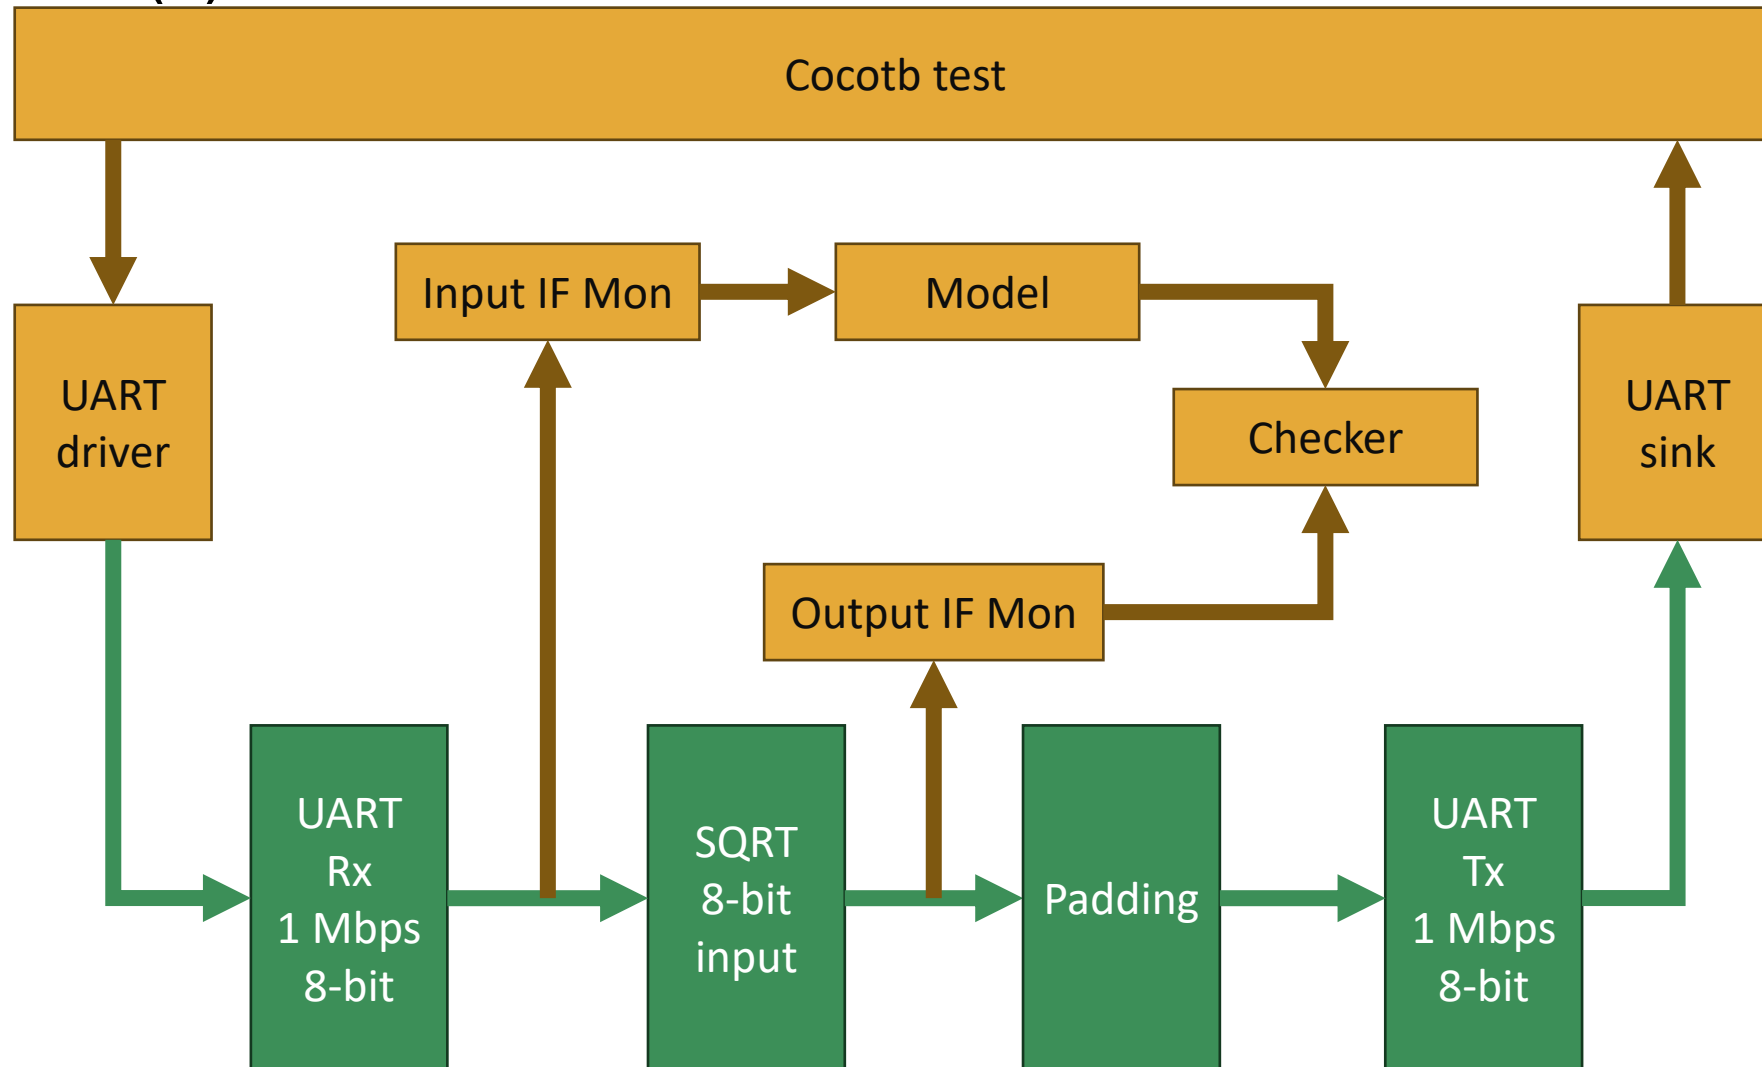 Cocotb test
Input IF Mon
Model
UART
driver
Checker
UART
sink
Output IF Mon
UART
Rx
1 Mbps
8-bit
SQRT
8-bit
input
Padding
UART
Tx
1 Mbps
8-bit